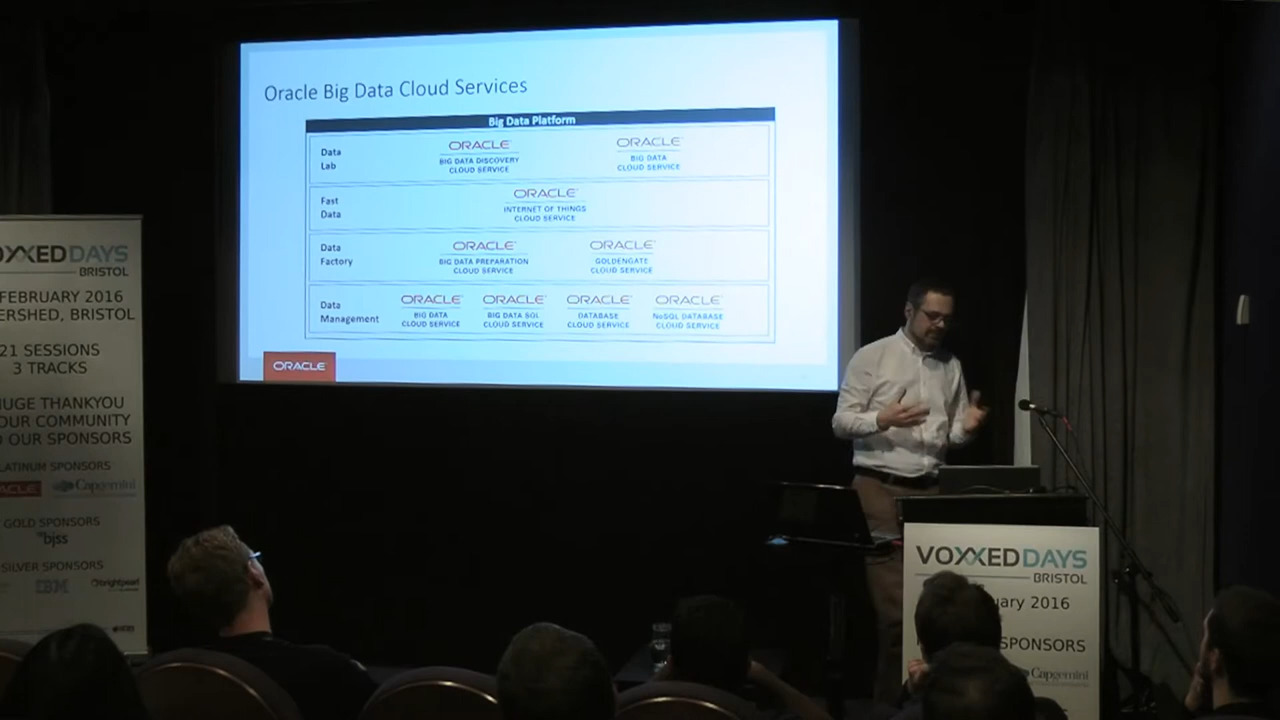 Oracle Big Data Cloud Services
Big Data Platform
Data
Lab
ORACLE
BIG DATA DISCOVERY
CLOUD SERVICE
ORACLE
BIG DATA
CLOUD SERVICE
Fast
Data
ORACLE
INTERNET OF THINGS
CLOUD SERVICE
Data
Factory
ORACLE
BIG DATA PREPARATION
CLOUD SERVICE
ORACLE
GOLDENGATE
CLOUD SERVICE
Data
Management
ORACLE
BIG DATA
CLOUD SERVICE
ORACLE
BIG DATA SQL
CLOUD SERVICE
ORACLE
DATABASE
CLOUD SERVICE
ORACLE
NoSQL DATABASE
CLOUD SERVICE
ORACLE
OXXEDDAYS
BRISTOL
FEBRUARY 2016
ERSHED, BRISTOL
21 SESSIONS
3 TRACKS
HUGE THANKYOU
OUR COMMUNITY
OUR SPONSORS
LATINUM SPONSORS
ACLE Capgemini
GOLD SPONSORS
bjss
SILVER SPONSORS
IBM brightpearl
VOXXEDDAYS
BRISTOL
uary 2016
SPONSORS
Capgemini